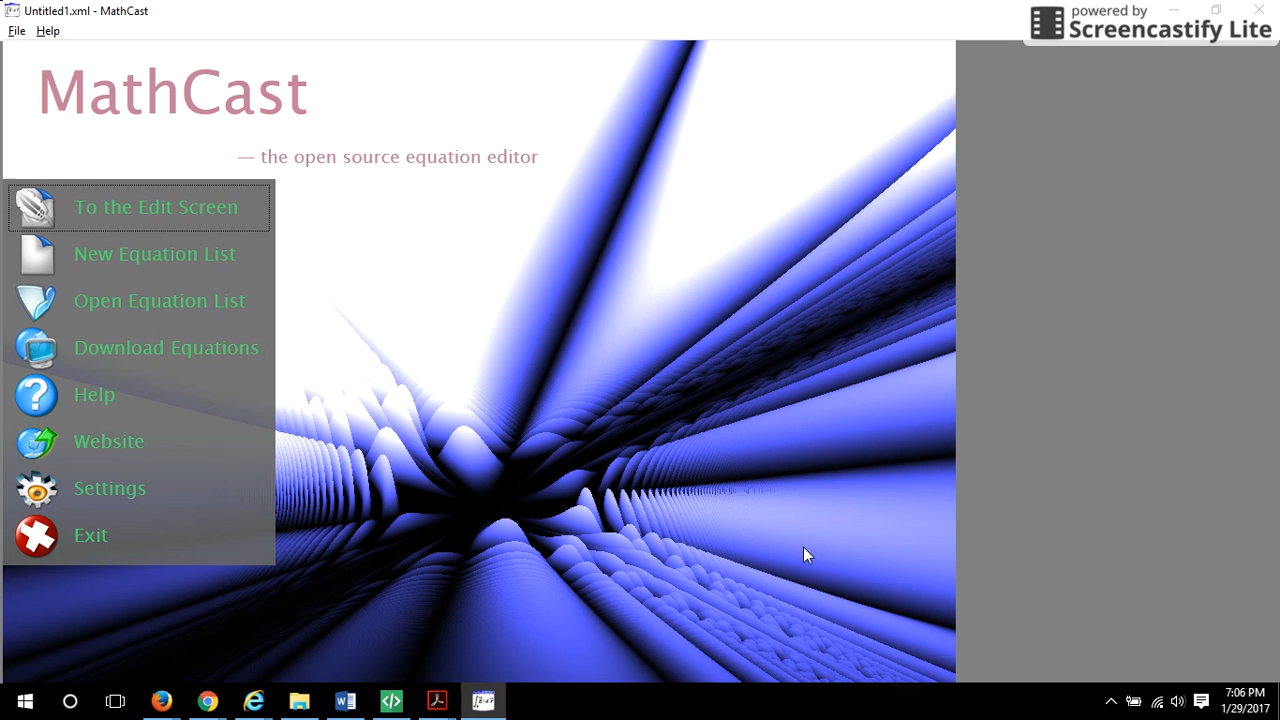 Untitled1.xml - MathCast
powered by
Screencastify Lite
File Help
MathCast
— the open source equation editor
To the Edit Screen
New Equation List
Open Equation List
Download Equations
Help
Website
Settings
Exit
7:06 PM
1/29/2017